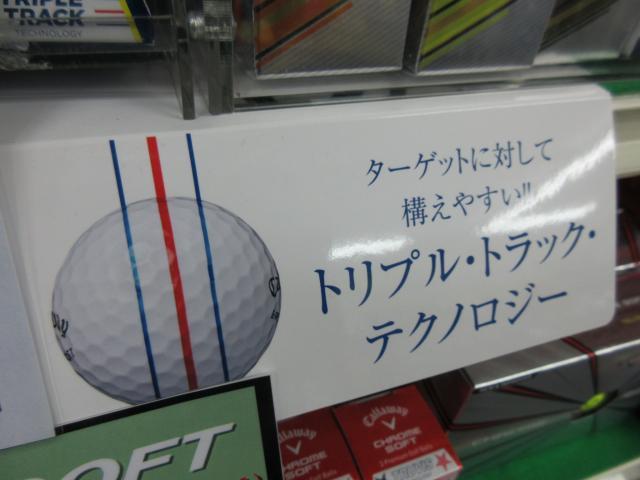 TRIPLE
TRACK
TECHNOLOGY
ターゲットに対して
構えやすい!!
トリプル・トラック・
テクノロジー
Callaway
CHROME
SOFT
Callaway
CHROME
SOFT